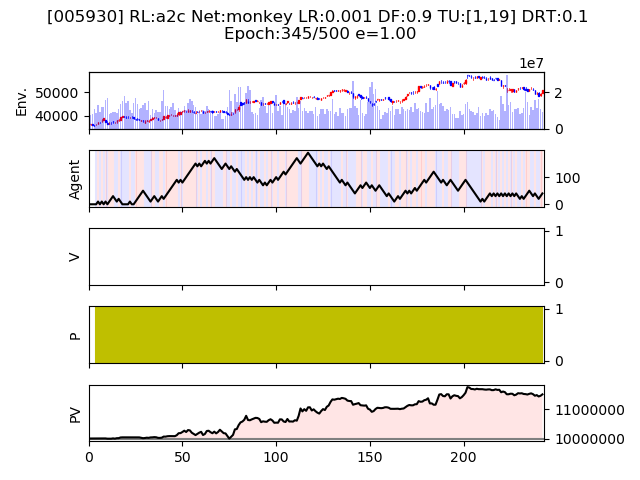 [005930] RL:a2c Net:monkey LR:0.001 DF:0.9 TU:[1,19] DRT:0.1
Epoch:345/500 e=1.00
1e7
Env.
50000
40000
2
0
Agent
100
0
V
1
0
P
1
0
PV
11000000
10000000
0 50 100 150 200